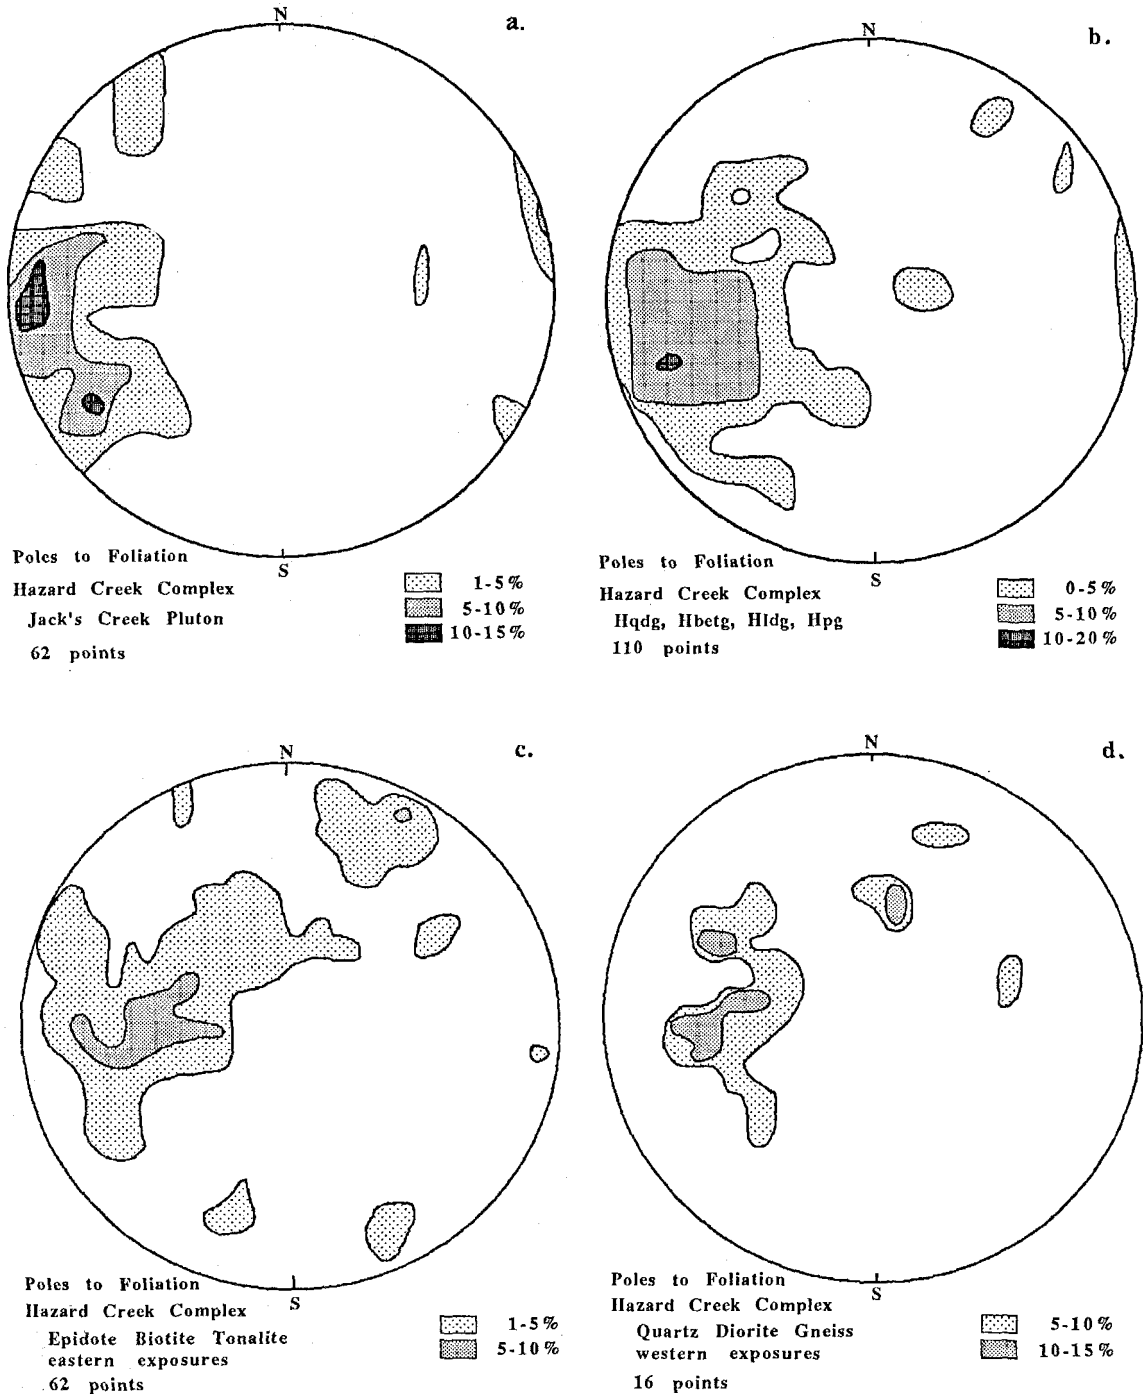 N
a.
S
Poles to Foliation
Hazard Creek Complex
Jack's Creek Pluton
62 points
1-5%
5-10%
10-15%
N
b.
S
Poles to Foliation
Hazard Creek Complex
Hqdg, Hbetg, Hldg, Hpg
110 points
0-5%
5-10%
10-20%
N
c.
S
Poles to Foliation
Hazard Creek Complex
Epidote Biotite Tonalite
eastern exposures
62 points
1-5%
5-10%
N
d.
S
Poles to Foliation
Hazard Creek Complex
Quartz Diorite Gneiss
western exposures
16 points
5-10%
10-15%